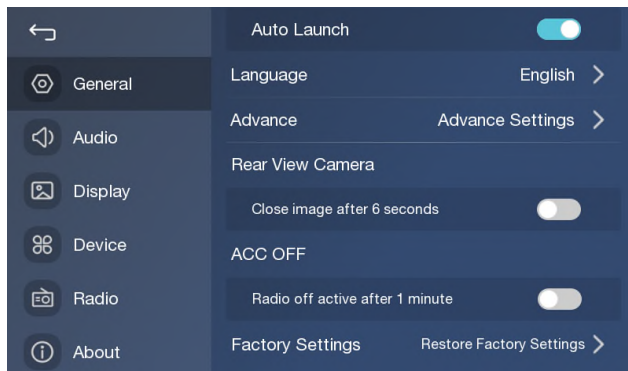 Auto Launch
General
Language English
Advance Advance Settings
Audio
Rear View Camera
Display
Close image after 6 seconds
Device
ACC OFF
Radio
Radio off active after 1 minute
Factory Settings Restore Factory Settings
About